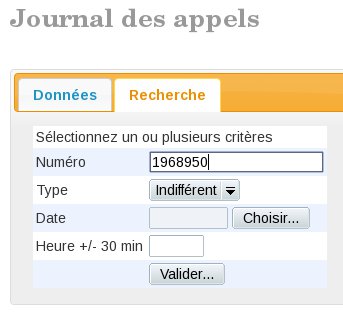 Journal des appels
Données Recherche
Sélectionnez un ou plusieurs critères
Numéro 1968950
Type Indifférent
Date Choisir...
Heure +/- 30 min
Valider...